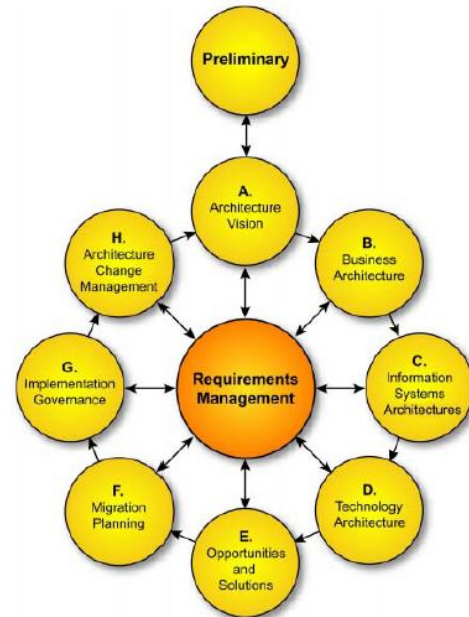 Preliminary
A.
Architecture
Vision
B.
Business
Architecture
C.
Information
Systems
Architectures
D.
Technology
Architecture
E.
Opportunities
and
Solutions
F.
Migration
Planning
G.
Implementation
Governance
H.
Architecture
Change
Management
Requirements
Management